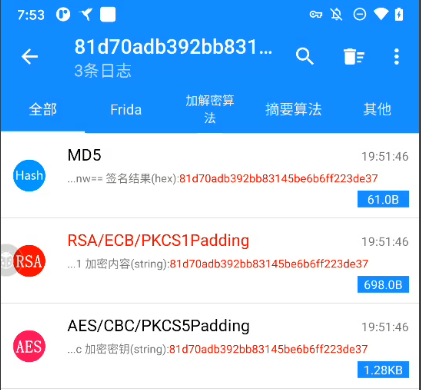 7:53
81d70adb392bb831...
3条日志
全部
Frida
加解密算
法
摘要算法
其他
Hash
MD5
19:51:46
...nw== 签名结果(hex):81d70adb392bb83145be6b6ff223de37
61.0B
RSA
RSA/ECB/PKCS1Padding
19:51:46
...1 加密内容(string):81d70adb392bb83145be6b6ff223de37
698.0B
AES
AES/CBC/PKCS5Padding
19:51:46
...c 加密密钥(string):81d70adb392bb83145be6b6ff223de37
1.28KB